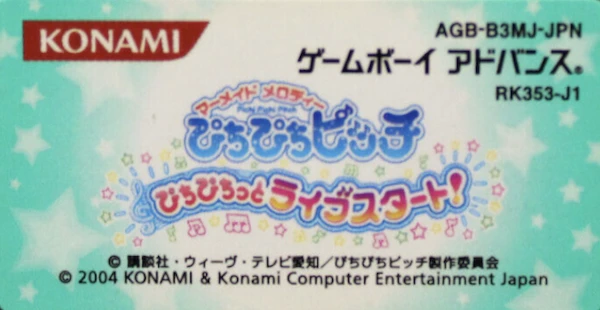 KONAMI
AGB-B3MJ-JPN
ゲームボーイ アドバンス®
RK353-J1
マーメイド メロディー
Pichi Pichi Pitch
ぴちぴちピッチ
ぴちぴちっと ライブスタート!
© 講談社・ウィーヴ・テレビ愛知/ぴちぴちピッチ製作委員会
© 2004 KONAMI & Konami Computer Entertainment Japan